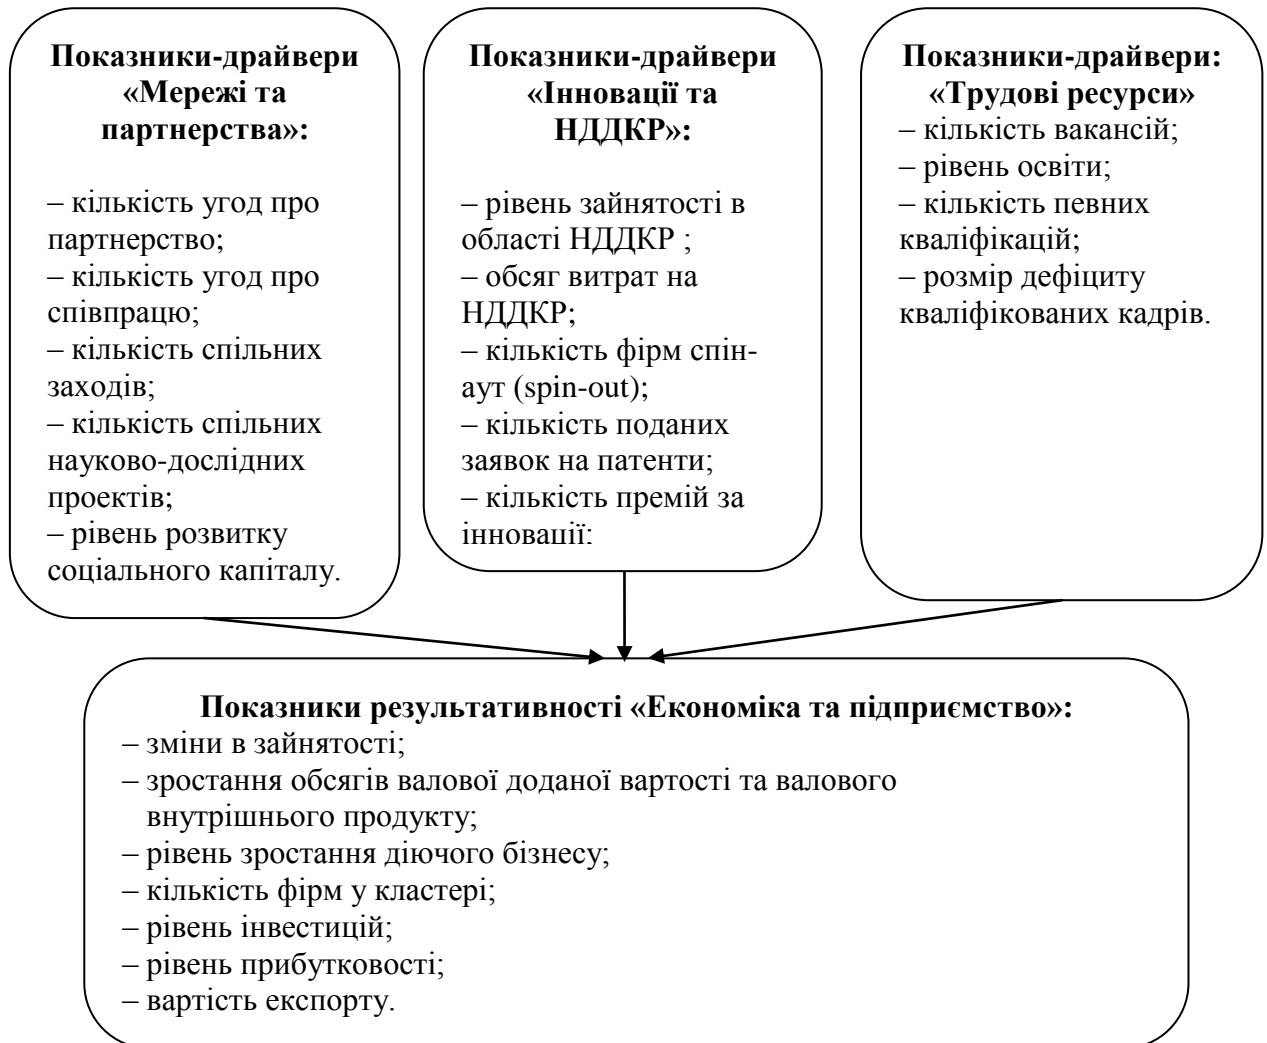 Показники-драйвери
«Мережі та
партнерства»:
– кількість угод про
партнерство;
– кількість угод про
співпрацю;
– кількість спільних
заходів;
– кількість спільних
науково-дослідних
проектів;
– рівень розвитку
соціального капіталу.
Показники-драйвери
«Інновації та
НДДКР»:
– рівень зайнятості в
області НДДКР ;
– обсяг витрат на
НДДКР;
– кількість фірм спін-
аут (spin-out);
– кількість поданих
заявок на патенти;
– кількість премій за
інновації;
Показники-драйвери:
«Трудові ресурси»
– кількість вакансій;
– рівень освіти;
– кількість певних
кваліфікацій;
– розмір дефіциту
кваліфікованих кадрів.
Показники результативності «Економіка та підприємство»:
– зміни в зайнятості;
– зростання обсягів валової доданої вартості та валового
внутрішнього продукту;
– рівень зростання діючого бізнесу;
– кількість фірм у кластері;
– рівень інвестицій;
– рівень прибутковості;
– вартість експорту.